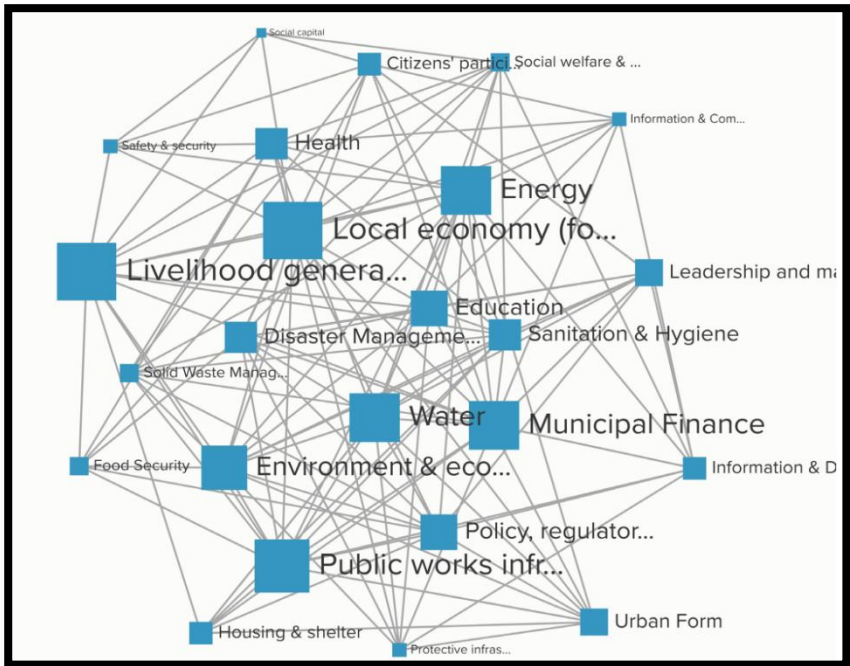 Social capital
Citizens' partici...
Social welfare & ...
Information & Com...
Safety & security
Health
Energy
Local economy (fo...
Livelihood genera...
Leadership and ma
Education
Disaster Manageme...
Sanitation & Hygiene
Solid Waste Manag...
Water
Municipal Finance
Food Security
Environment & eco...
Information & D
Policy, regulator...
Public works infr...
Urban Form
Housing & shelter
Protective infras...